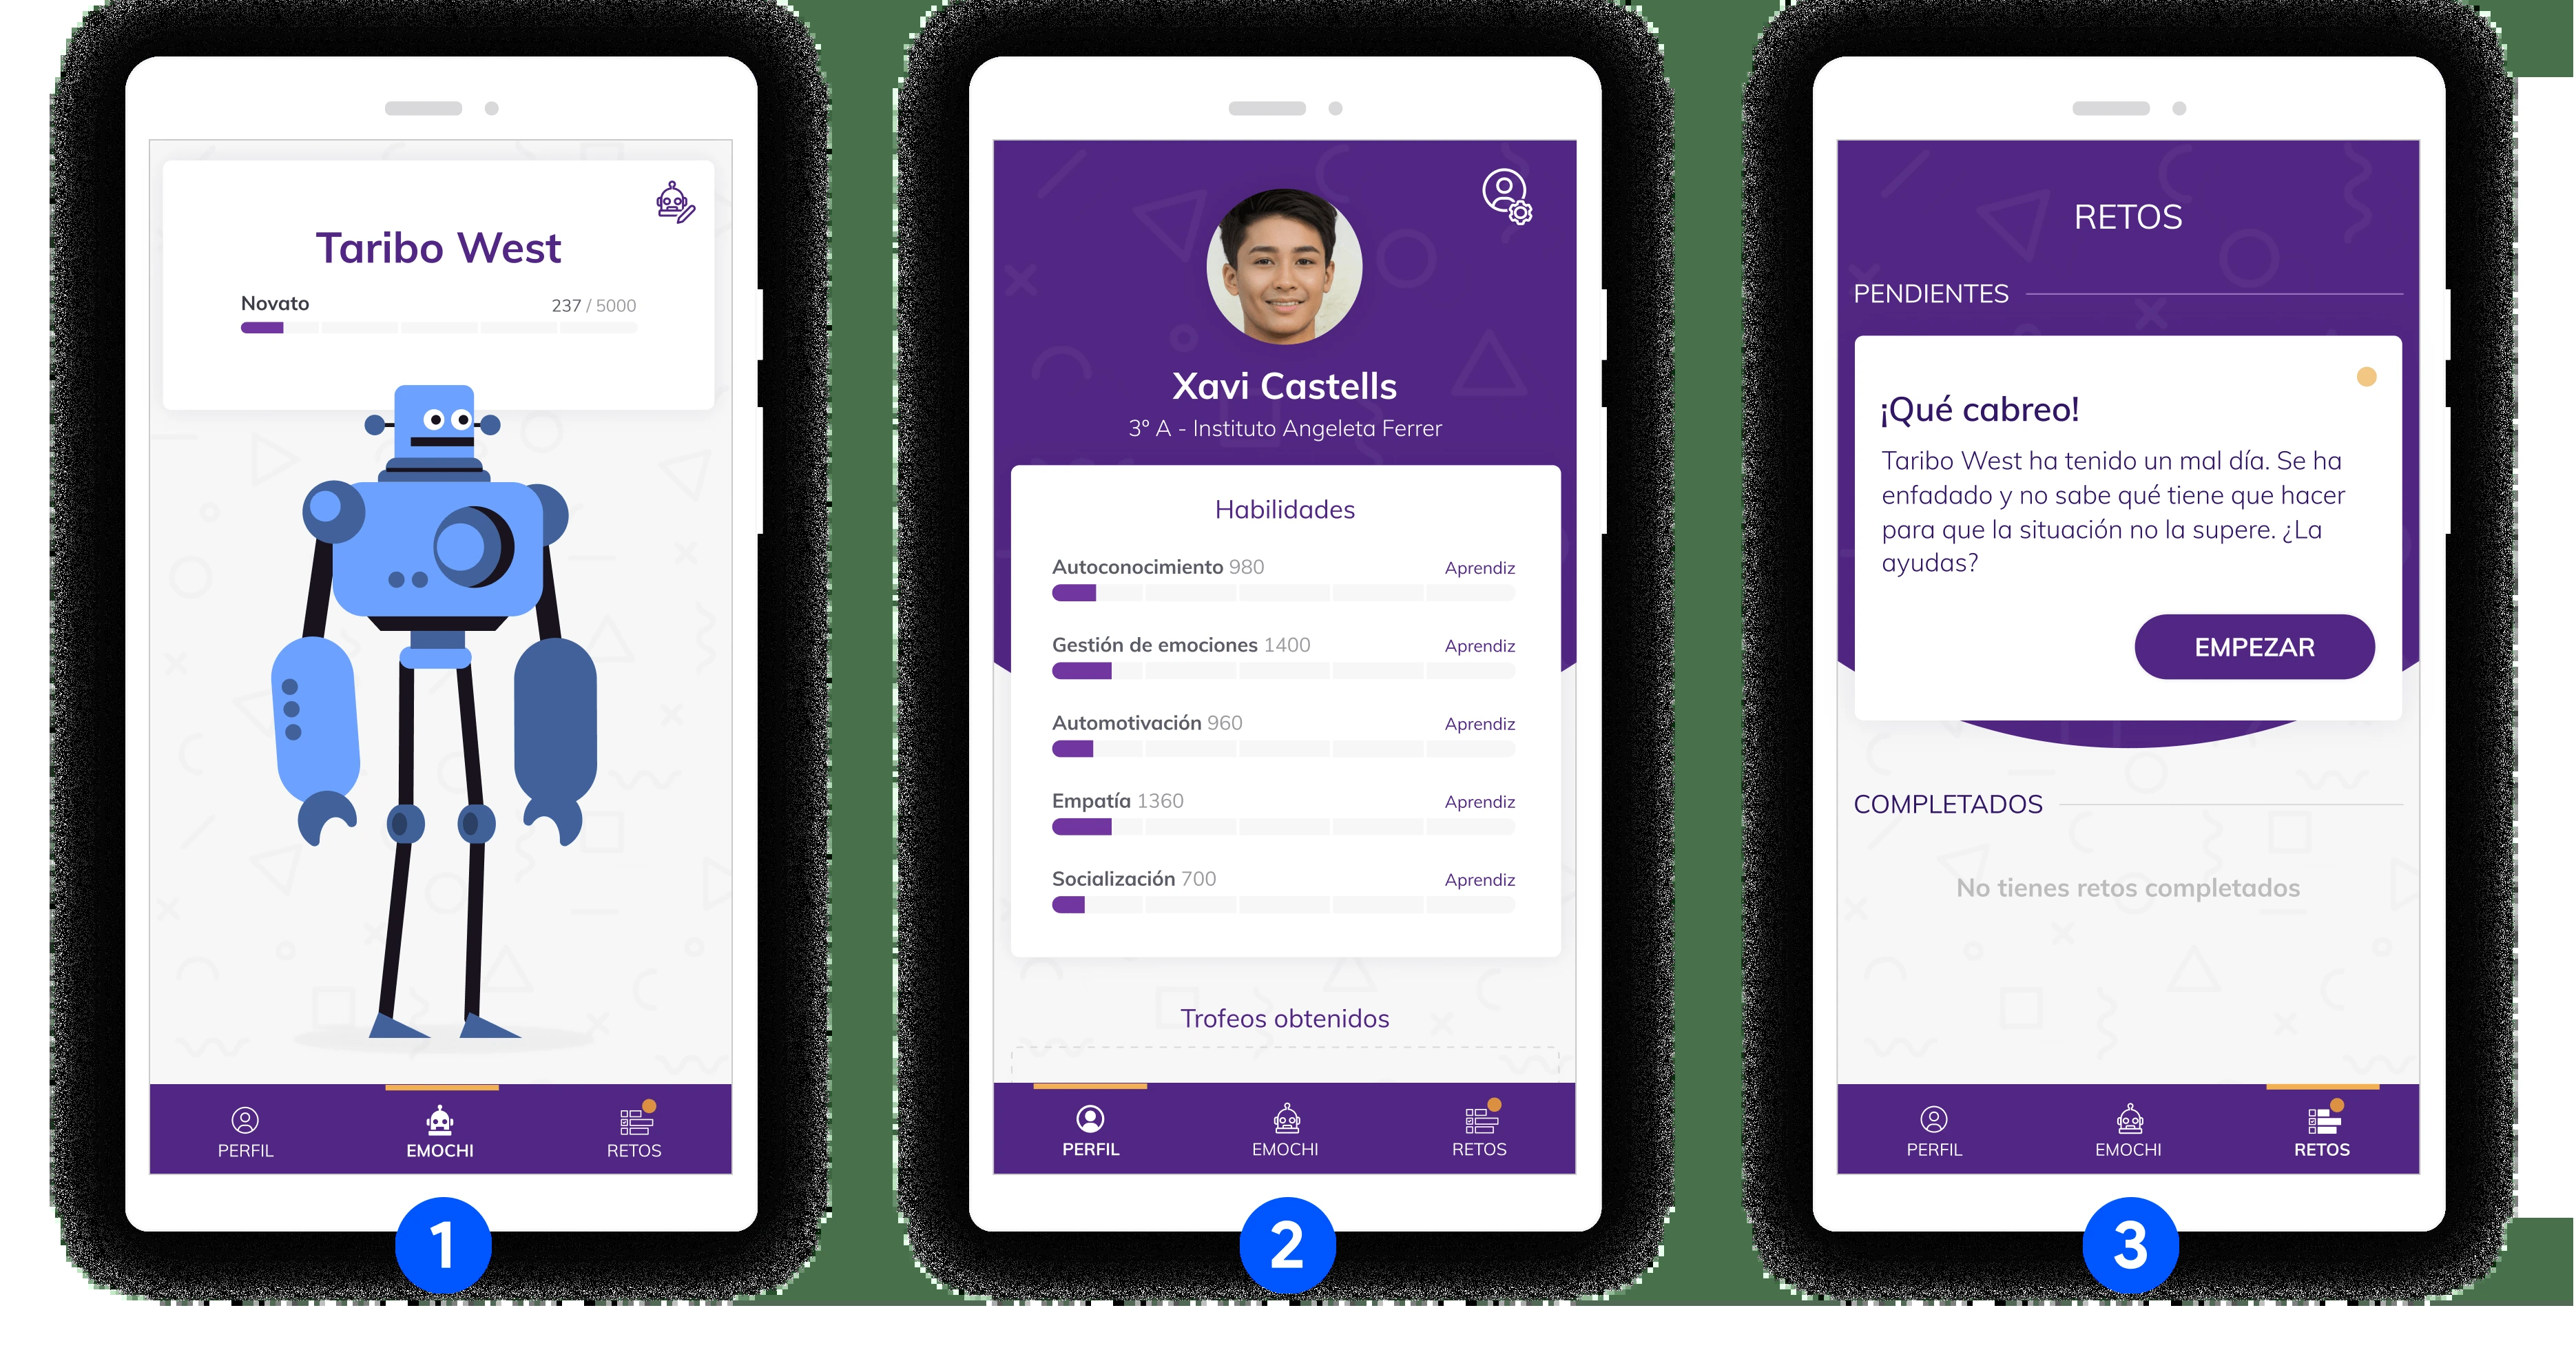 Taribo West
Novato 237 / 5000
PERFIL EMOCHI RETOS
1
Xavi Castells
3º A - Instituto Angeleta Ferrer
Habilidades
Autoconocimiento 980 Aprendiz
Gestión de emociones 1400 Aprendiz
Automotivación 960 Aprendiz
Empatía 1360 Aprendiz
Socialización 700 Aprendiz
Trofeos obtenidos
PERFIL EMOCHI RETOS
2
RETOS
PENDIENTES
¡Qué cabreo!
Taribo West ha tenido un mal día. Se ha
enfadado y no sabe qué tiene que hacer
para que la situación no la supere. ¿La
ayudas?
EMPEZAR
COMPLETADOS
No tienes retos completados
PERFIL EMOCHI RETOS
3